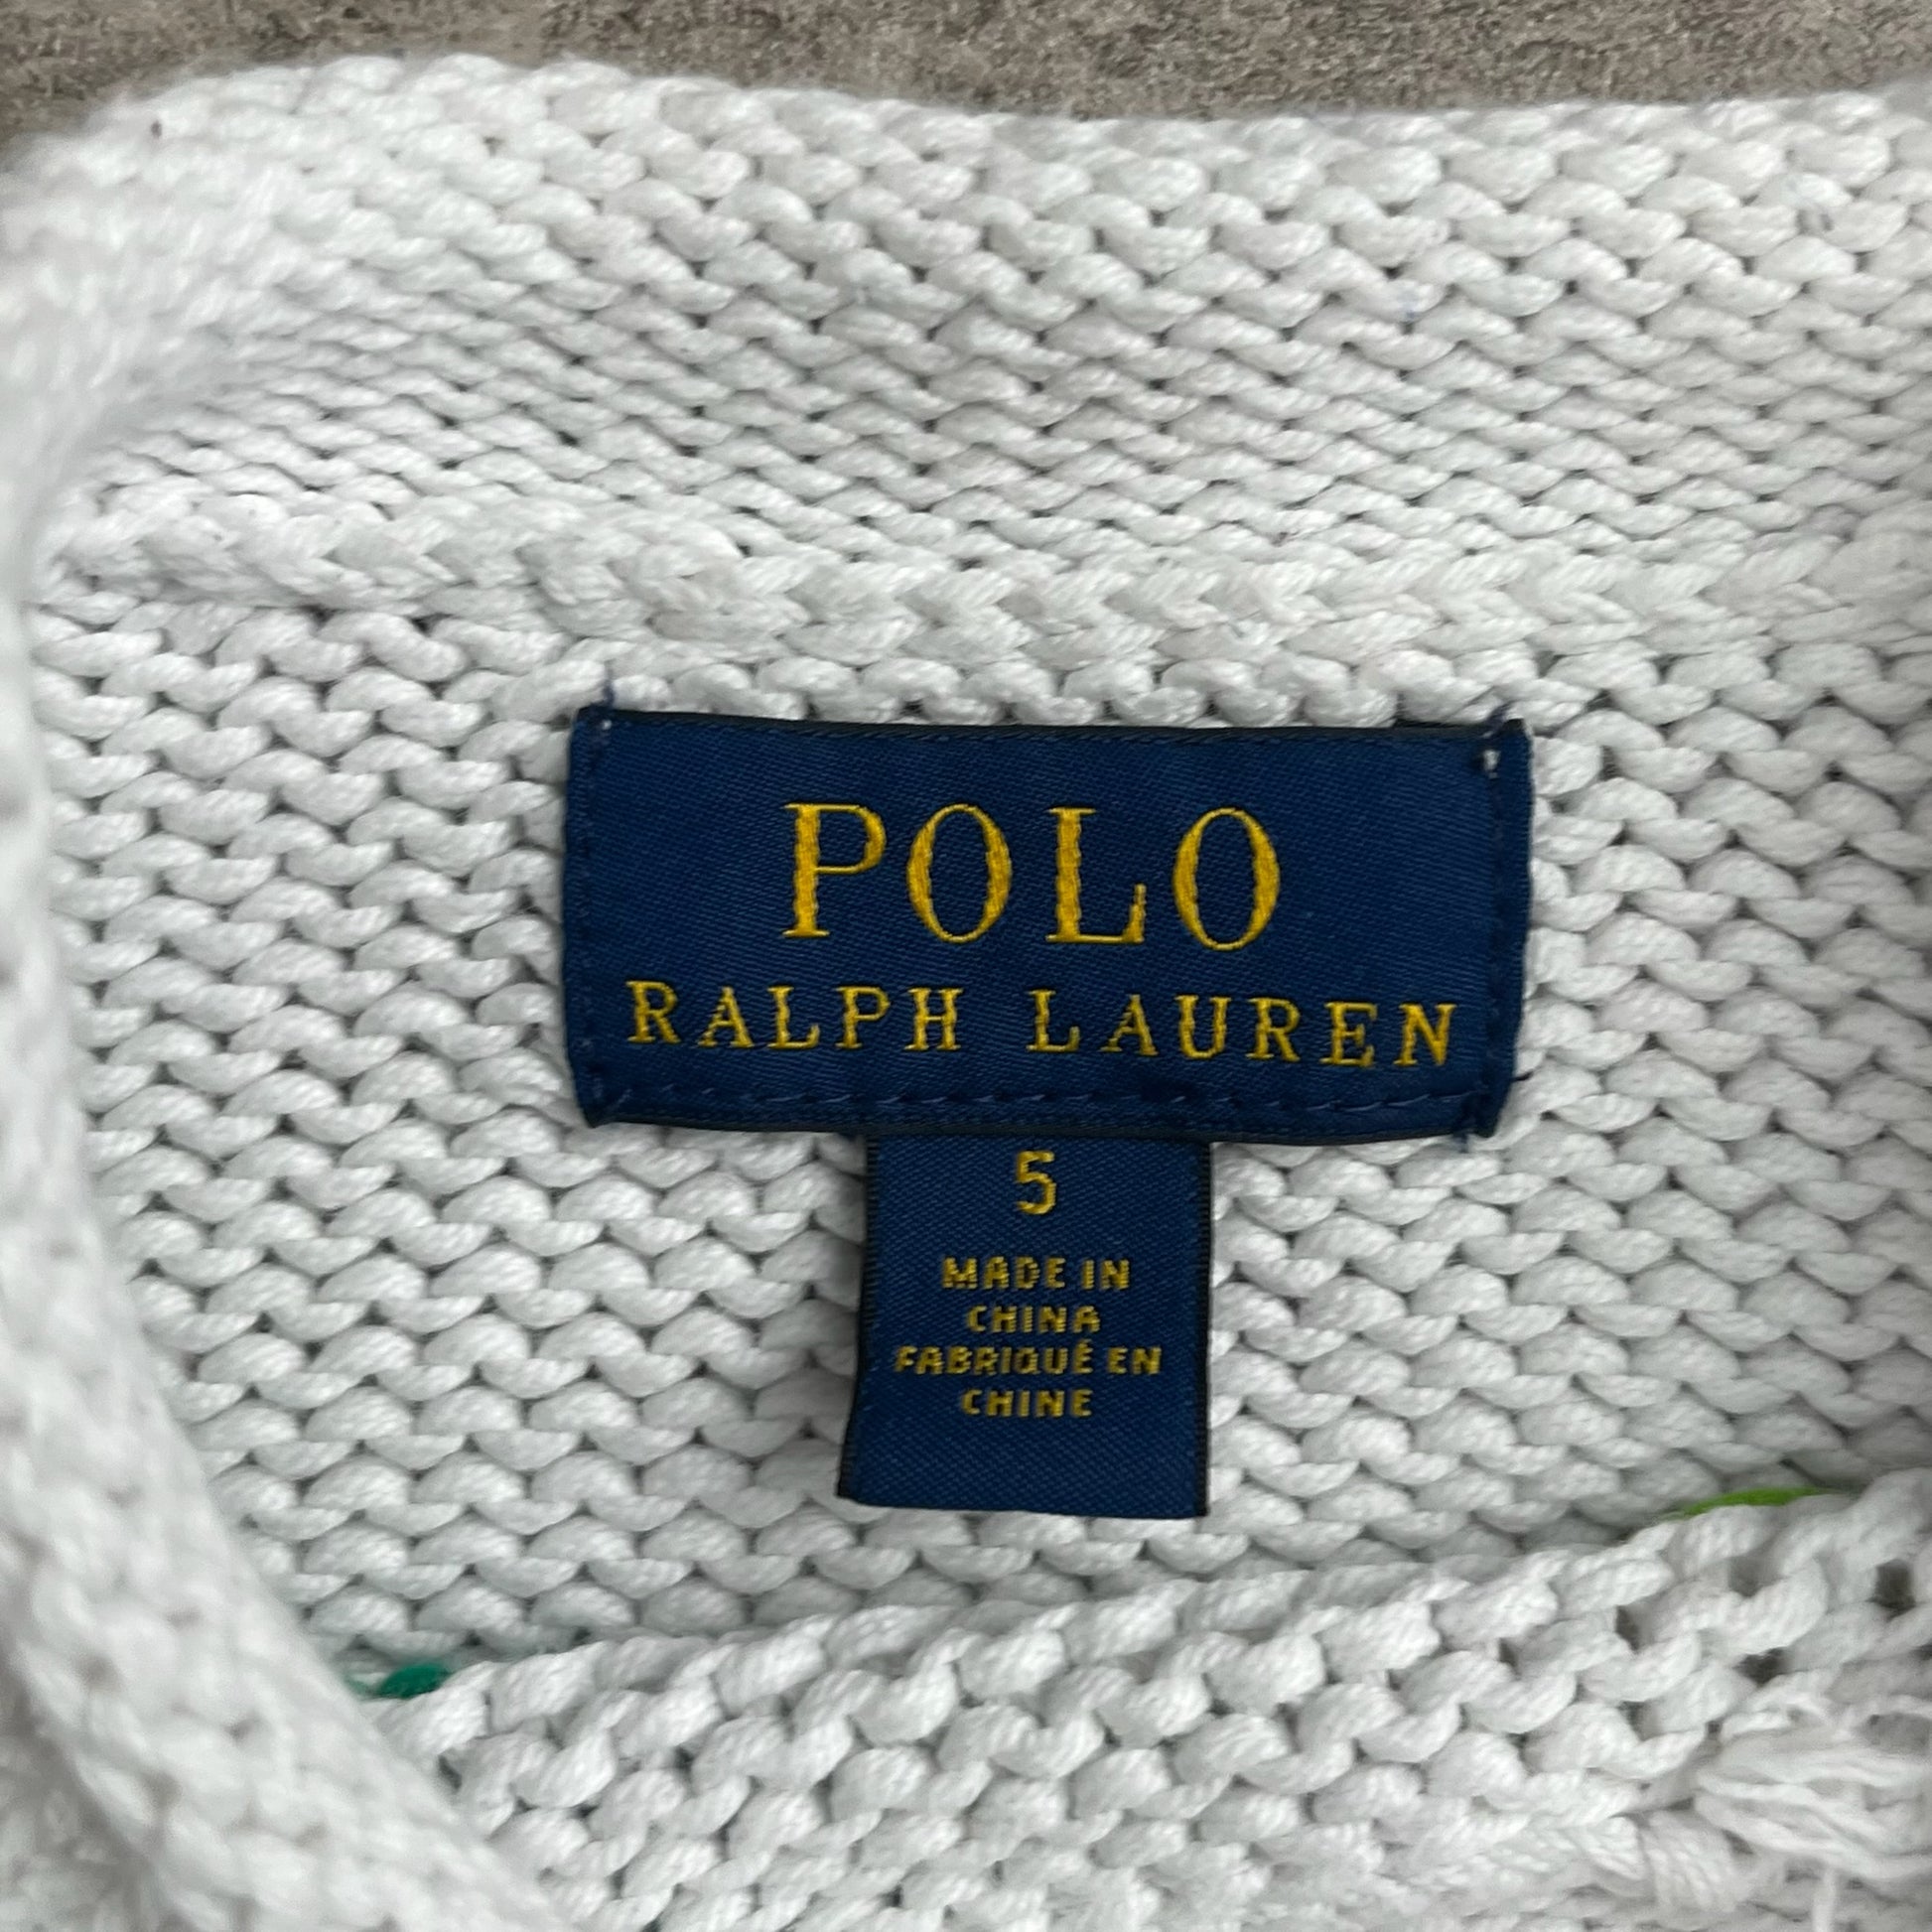 POLO
RALPH LAUREN
5
MADE IN
CHINA
FABRIQUÉ EN
CHINE